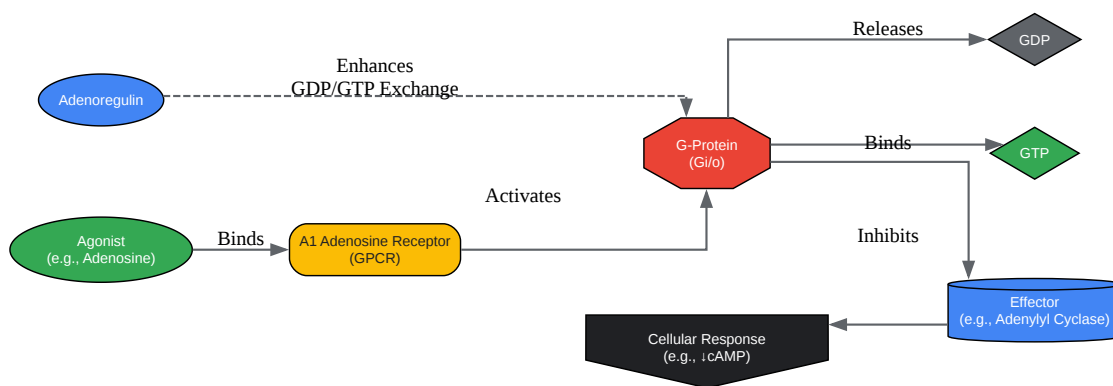 Releases
GDP
Enhances
GDP/GTP Exchange
Adenoregulin
G-Protein
(Gi/o)
Binds
GTP
Activates
Agonist
(e.g., Adenosine)
Binds
A1 Adenosine Receptor
(GPCR)
Inhibits
Effector
(e.g., Adenylyl Cyclase)
Cellular Response
(e.g., ↓cAMP)